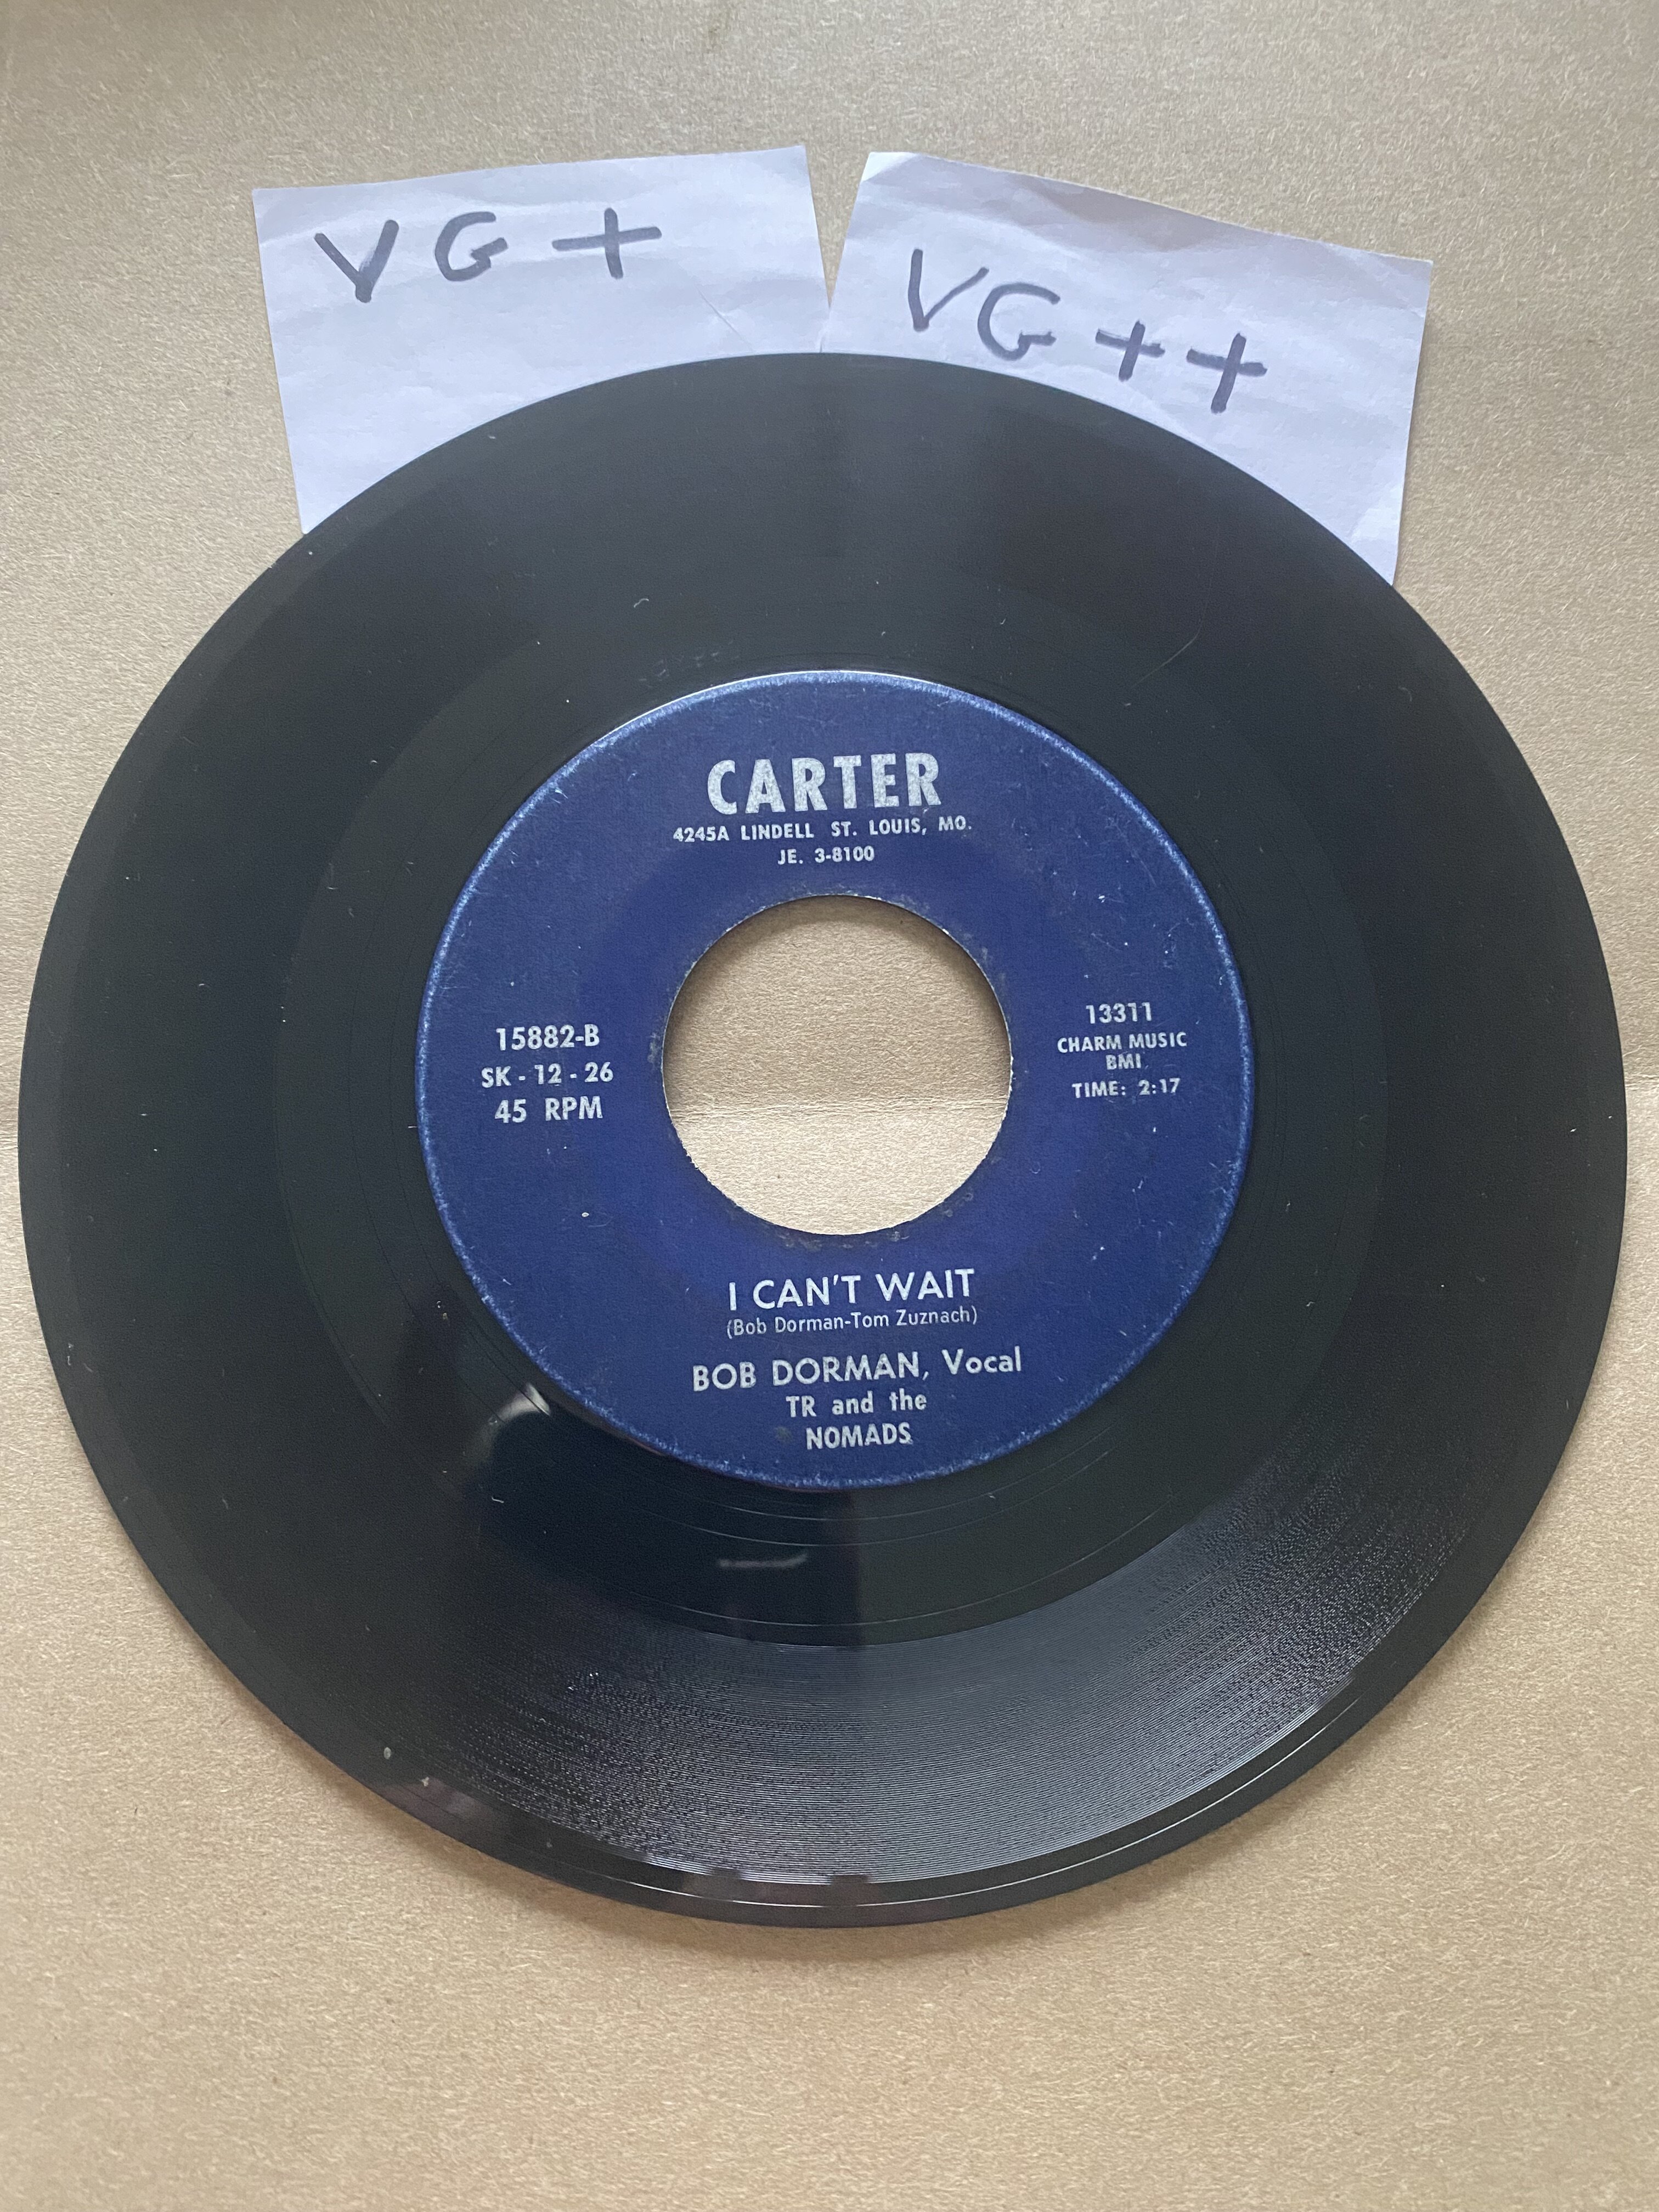 VG+
VG++
CARTER
4245A LINDELL ST. LOUIS, MO.
JE. 3-8100
15882-B
SK - 12 - 26
45 RPM
13311
CHARM MUSIC
BMI
TIME: 2:17
I CAN'T WAIT
(Bob Dorman-Tom Zuznach)
BOB DORMAN, Vocal
TR and the
NOMADS